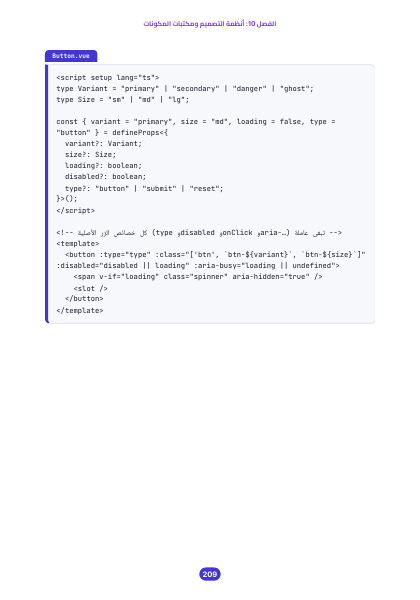 الفصل 10: أنظمة التصميم ومكتبات المكونات
Button.vue
<script setup lang="ts">
type Variant = "primary" | "secondary" | "danger" | "ghost";
type Size = "sm" | "md" | "lg";
const { variant = "primary", size = "md", loading = false, type =
"button" } = defineProps<{
  variant?: Variant;
  size?: Size;
  loading?: boolean;
  disabled?: boolean;
  type?: "button" | "submit" | "reset";
}>();
</script>
<!-- كل خصائص الزر الأصلية (type وdisabled وonClick وaria-…) تبقى عاملة -->
<template>
  <button :type="type" :class="['btn', `btn-${variant}`, `btn-${size}`]"
:disabled="disabled || loading" :aria-busy="loading || undefined">
    <span v-if="loading" class="spinner" aria-hidden="true" />
    <slot />
  </button>
</template>
209